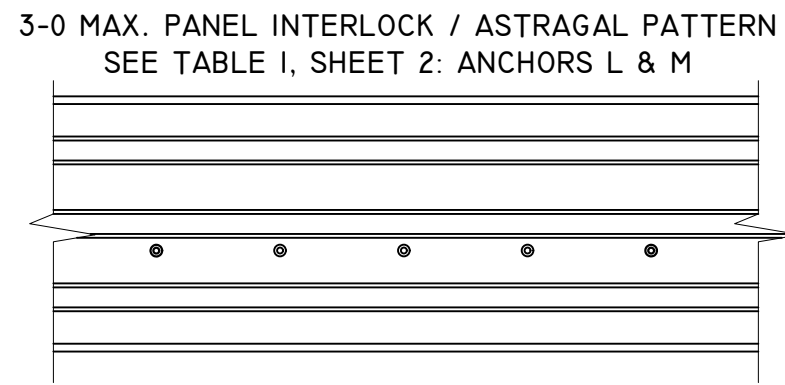 3-0 MAX. PANEL INTERLOCK / ASTRAGAL PATTERN
SEE TABLE I, SHEET 2: ANCHORS L & M